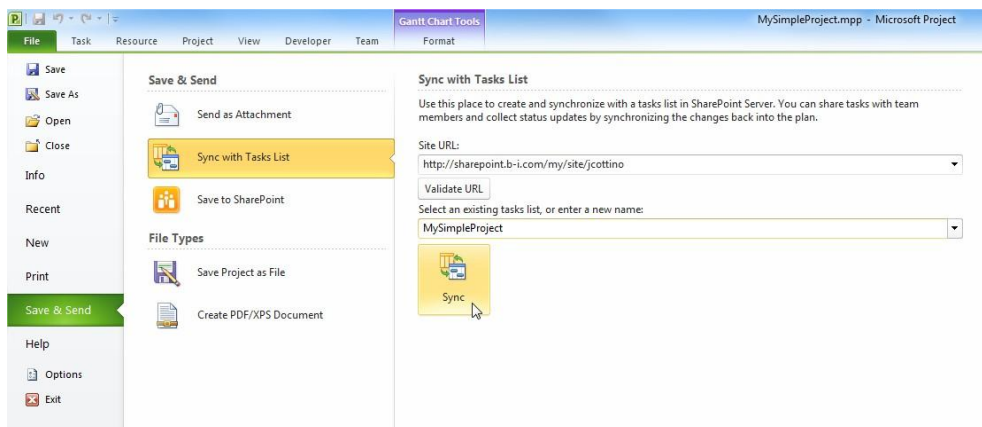 Gantt Chart Tools
MySimpleProject.mpp - Microsoft Project
File Task Resource Project View Developer Team Format
Save
Save As
Open
Close
Info
Recent
New
Print
Save & Send
Help
Options
Exit
Save & Send
Send as Attachment
Sync with Tasks List
Save to SharePoint
File Types
Save Project as File
Create PDF/XPS Document
Sync with Tasks List
Use this place to create and synchronize with a tasks list in SharePoint Server. You can share tasks with team
members and collect status updates by synchronizing the changes back into the plan.
Site URL:
http://sharepoint.b-i.com/my/site/jcottino
Validate URL
Select an existing tasks list, or enter a new name:
MySimpleProject
Sync